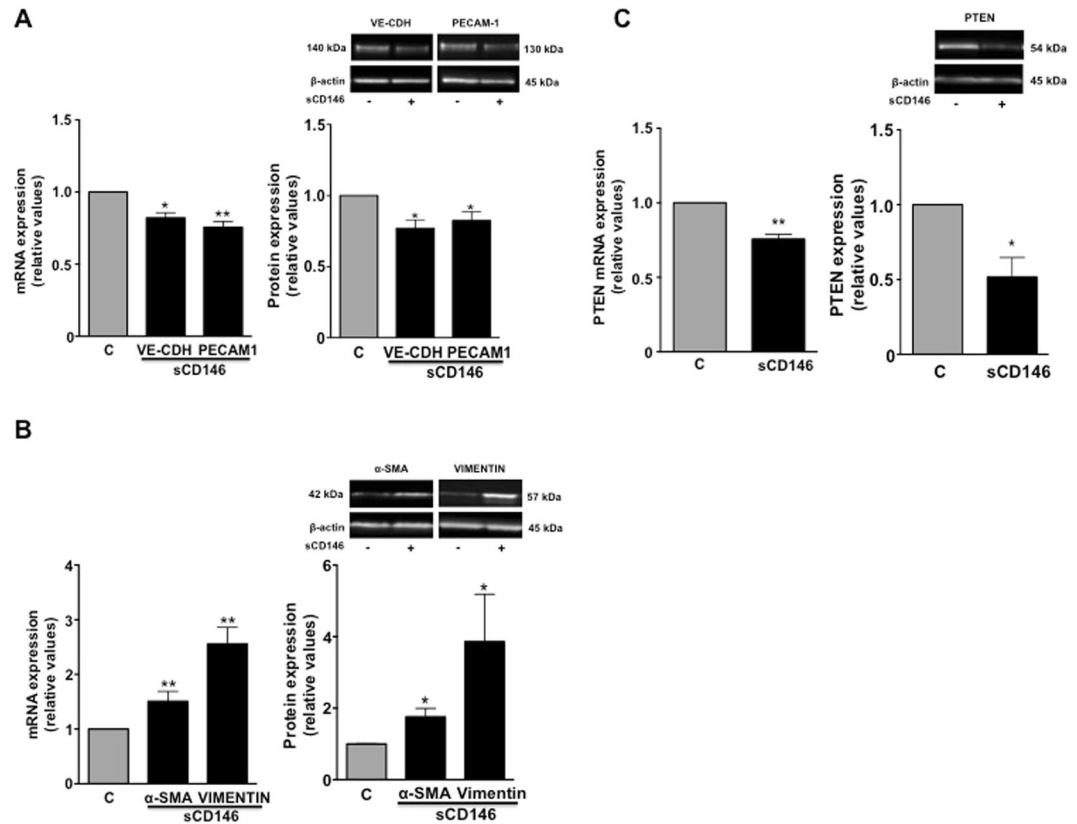 A
VE-CDH PECAM-1
140 kDa 130 kDa
β-actin 45 kDa
sCD146 - + - +
mRNA expression
(relative values)
1.5
1.0
0.5
0
* **
C VE-CDH PECAM1
sCD146
Protein expression
(relative values)
1.5
1.0
0.5
0
* *
C VE-CDH PECAM1
sCD146
C
PTEN
54 kDa
β-actin 45 kDa
sCD146 - +
PTEN mRNA expression
(relative values)
1.5
1.0
0.5
0
**
C sCD146
PTEN expression
(relative values)
1.5
1.0
0.5
0
*
C sCD146
B
α-SMA VIMENTIN
42 kDa 57 kDa
β-actin 45 kDa
sCD146 - + - +
mRNA expression
(relative values)
4
3
2
1
0
** **
C α-SMA VIMENTIN
sCD146
Protein expression
(relative values)
6
4
2
0
* *
C α-SMA Vimentin
sCD146